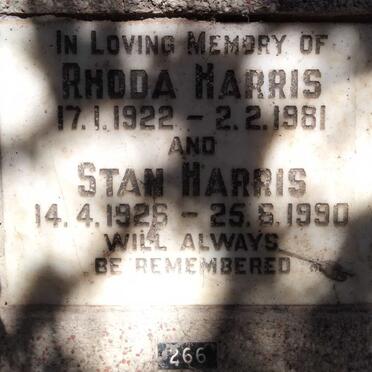 IN LOVING MEMORY OF
RHODA HARRIS
17.1.1922 - 2.2.1981
AND
STAN HARRIS
14.4.1926 - 25.6.1990
WILL ALWAYS
BE REMEMBERED
266